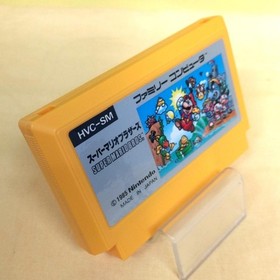 ファミリー コンピュータ
HVC-SM
スーパーマリオブラザーズ
SUPER MARIO BROS.
©1985 Nintendo
MADE IN JAPAN